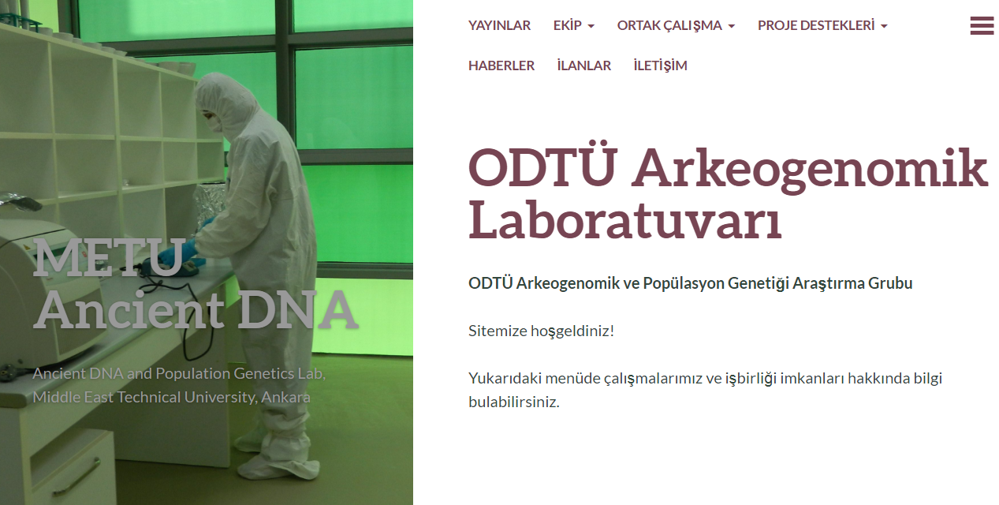 METU
Ancient DNA
Ancient DNA and Population Genetics Lab,
Middle East Technical University, Ankara
YAYINLAR EKİP ORTAK ÇALIŞMA PROJE DESTEKLERİ
HABERLER İLANLAR İLETİŞİM
ODTÜ Arkeogenomik
Laboratuvarı
ODTÜ Arkeogenomik ve Popülasyon Genetiği Araştırma Grubu
Sitemize hoşgeldiniz!
Yukarıdaki menüde çalışmalarımız ve işbirliği imkanları hakkında bilgi
bulabilirsiniz.